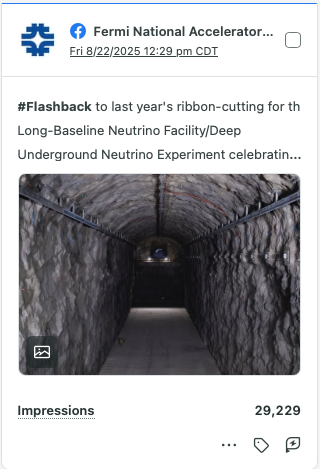 Fermi National Accelerator...
Fri 8/22/2025 12:29 pm CDT
#Flashback to last year's ribbon-cutting for th
Long-Baseline Neutrino Facility/Deep
Underground Neutrino Experiment celebratin...
Impressions 29,229